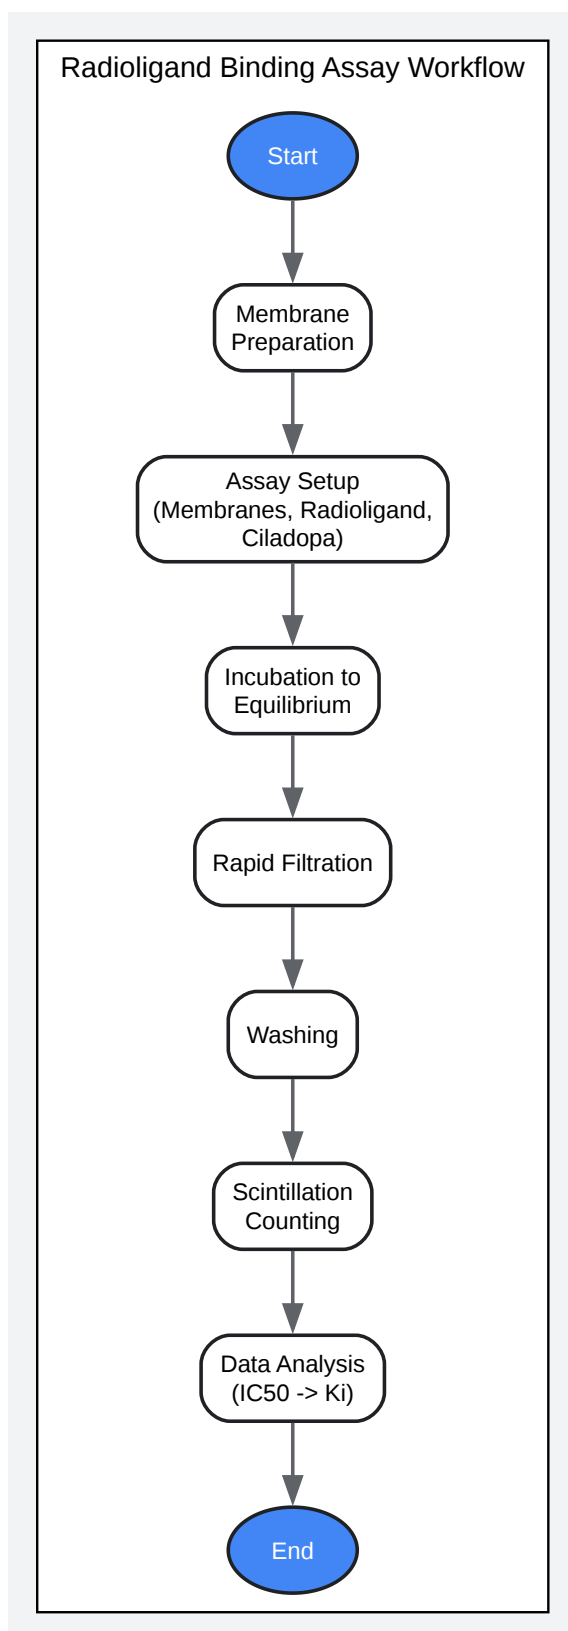 Radioligand Binding Assay Workflow
Start
Membrane
Preparation
Assay Setup
(Membranes, Radioligand,
Ciladopa)
Incubation to
Equilibrium
Rapid Filtration
Washing
Scintillation
Counting
Data Analysis
(IC50 -> Ki)
End